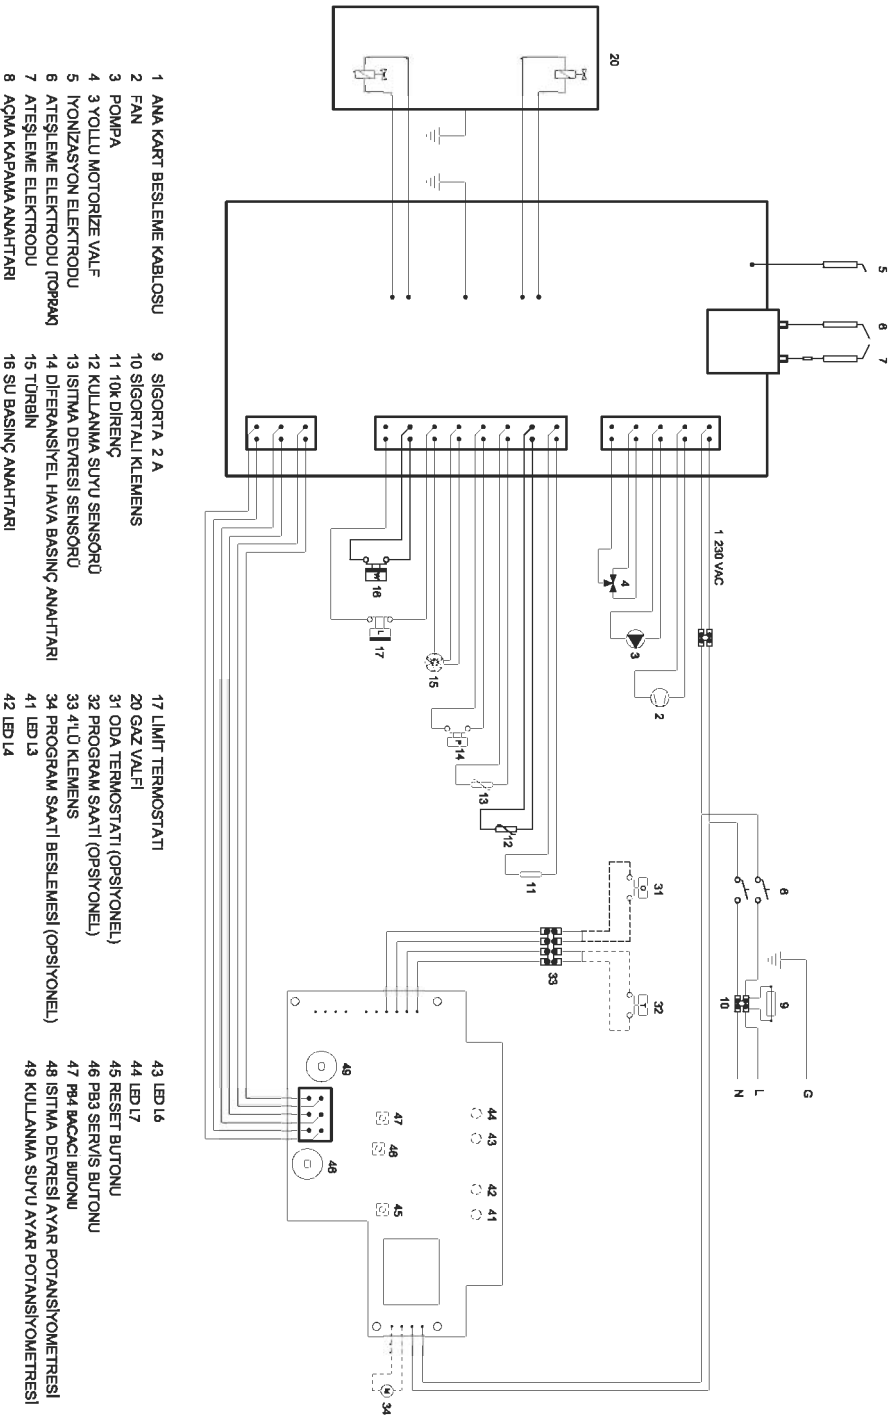 5
6
7
G
L
N
9
8
10
1 230 VAC
2
3
4
31
32
33
20
11
12
13
14
15
16
17
44
43
42
41
47
46
45
49
48
34
1 ANA KART BESLEME KABLOSU
2 FAN
3 POMPA
4 3 YOLLU MOTORİZE VALF
5 İYONİZASYON ELEKTRODU
6 ATEŞLEME ELEKTRODU (TOPRAK)
7 ATEŞLEME ELEKTRODU
8 AÇMA KAPAMA ANAHTARI
9 SİGORTA 2 A
10 SİGORTALI KLEMENS
11 10k DİRENÇ
12 KULLANMA SUYU SENSÖRÜ
13 ISITMA DEVRESİ SENSÖRÜ
14 DİFERANSİYEL HAVA BASINÇ ANAHTARI
15 TÜRBİN
16 SU BASINÇ ANAHTARI
17 LİMİT TERMOSTATI
20 GAZ VALFİ
31 ODA TERMOSTATI (OPSİYONEL)
32 PROGRAM SAATİ (OPSİYONEL)
33 4'LÜ KLEMENS
34 PROGRAM SAATİ BESLEMESİ (OPSİYONEL)
41 LED L3
42 LED L4
43 LED L6
44 LED L7
45 RESET BUTONU
46 PB3 SERVİS BUTONU
47 PB4 BACACI BUTONU
48 ISITMA DEVRESİ AYAR POTANSİYOMETRESİ
49 KULLANMA SUYU AYAR POTANSİYOMETRESİ